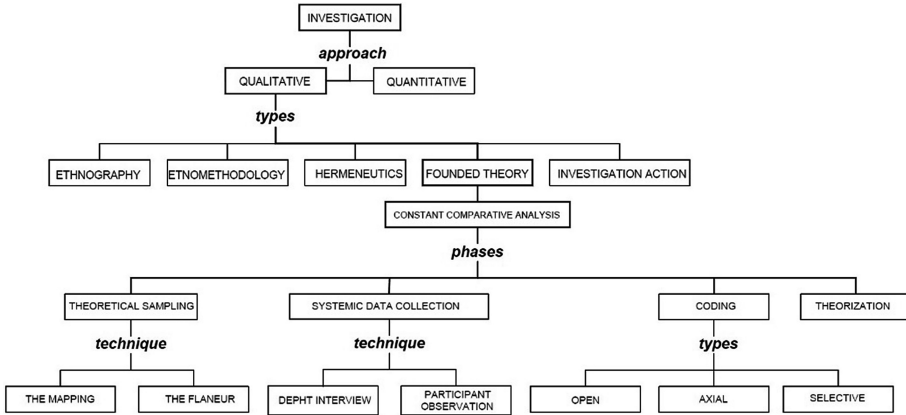 INVESTIGATION
approach
QUALITATIVE
QUANTITATIVE
types
ETHNOGRAPHY
ETNOMETHODOLOGY
HERMENEUTICS
FOUNDED THEORY
INVESTIGATION ACTION
CONSTANT COMPARATIVE ANALYSIS
phases
THEORETICAL SAMPLING
SYSTEMIC DATA COLLECTION
CODING
THEORIZATION
technique
technique
types
THE MAPPING
THE FLANEUR
DEPHT INTERVIEW
PARTICIPANT
OBSERVATION
OPEN
AXIAL
SELECTIVE